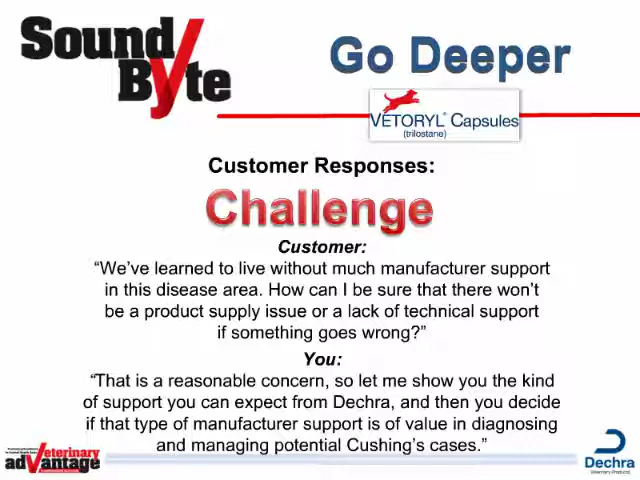 Sound
Byte
Go Deeper
VETORYL® Capsules
(trilostane)
Customer Responses:
Challenge
Customer:
“We’ve learned to live without much manufacturer support
in this disease area. How can I be sure that there won’t
be a product supply issue or a lack of technical support
if something goes wrong?”
You:
“That is a reasonable concern, so let me show you the kind
of support you can expect from Dechra, and then you decide
if that type of manufacturer support is of value in diagnosing
and managing potential Cushing’s cases.”
Veterinary
advantage
Dechra
Veterinary Products